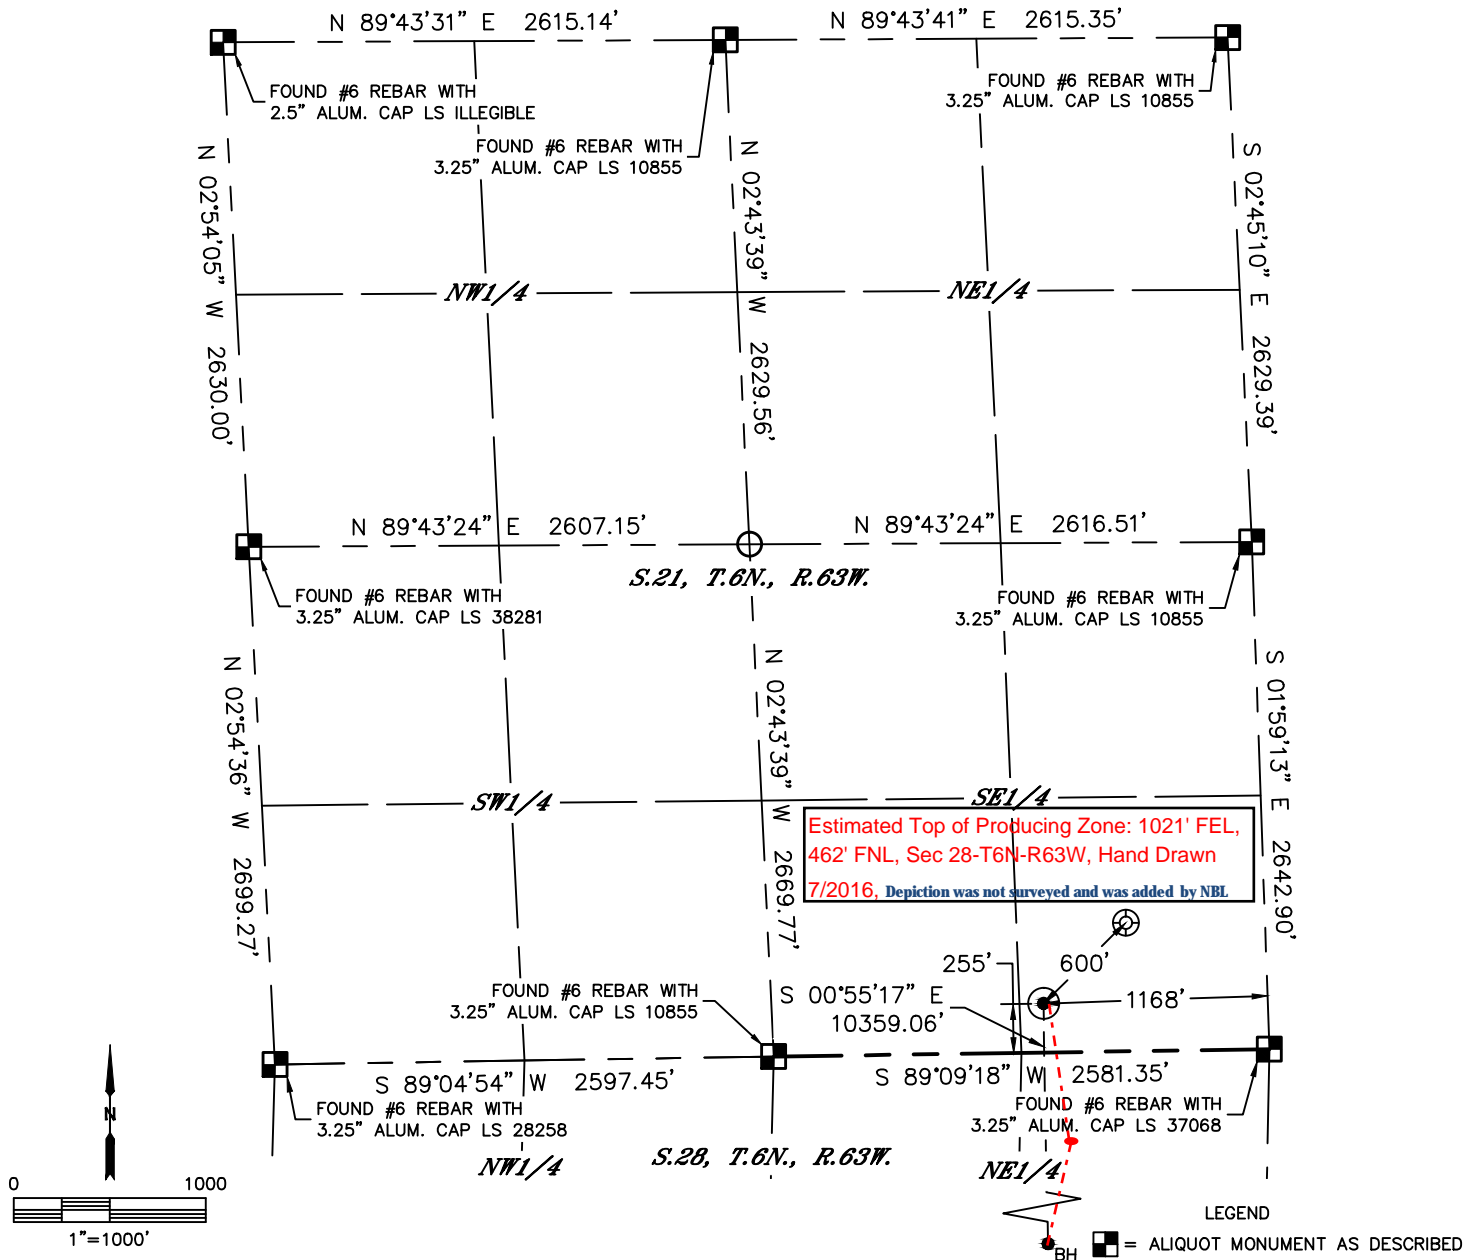 N 89°43'31" E 2615.14'
N 89°43'41" E 2615.35'
FOUND #6 REBAR WITH
2.5" ALUM. CAP LS ILLEGIBLE
FOUND #6 REBAR WITH
3.25" ALUM. CAP LS 10855
FOUND #6 REBAR WITH
3.25" ALUM. CAP LS 10855
N 02°54'05" W 2630.00'
N 02°43'39" W 2629.56'
S 02°45'10" E 2629.39'
NW1/4
NE1/4
N 89°43'24" E 2607.15'
N 89°43'24" E 2616.51'
S.21, T.6N., R.63W.
FOUND #6 REBAR WITH
3.25" ALUM. CAP LS 38281
FOUND #6 REBAR WITH
3.25" ALUM. CAP LS 10855
N 02°54'36" W 2699.27'
N 02°43'39" W 2669.77'
S 01°59'13" E 2642.90'
SW1/4
SE1/4
Estimated Top of Producing Zone: 1021' FEL,
462' FNL, Sec 28-T6N-R63W, Hand Drawn
7/2016, Depiction was not surveyed and was added by NBL
255'
600'
1168'
FOUND #6 REBAR WITH
3.25" ALUM. CAP LS 10855
S 00°55'17" E
10359.06'
S 89°04'54" W 2597.45'
S 89°09'18" W 2581.35'
FOUND #6 REBAR WITH
3.25" ALUM. CAP LS 28258
FOUND #6 REBAR WITH
3.25" ALUM. CAP LS 37068
NW1/4
S.28, T.6N., R.63W.
NE1/4
N
0 1000
1"=1000'
LEGEND
BH
= ALIQUOT MONUMENT AS DESCRIBED